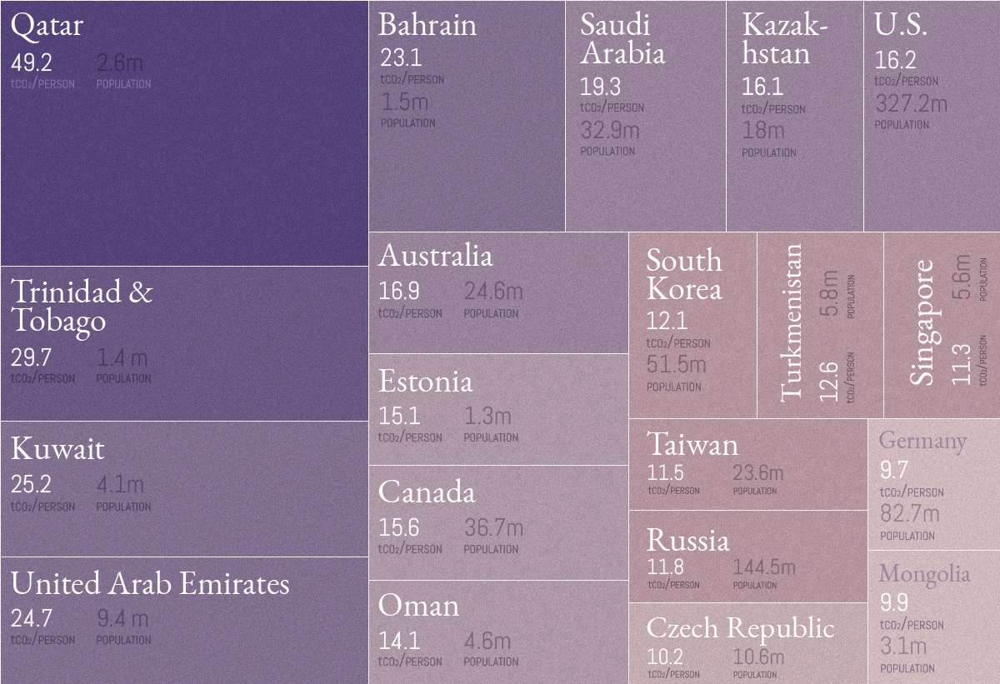 Qatar
49.2 2.6m
tCO₂/PERSON POPULATION
Trinidad &
Tobago
29.7 1.4 m
tCO₂/PERSON POPULATION
Kuwait
25.2 4.1m
tCO₂/PERSON POPULATION
United Arab Emirates
24.7 9.4 m
tCO₂/PERSON POPULATION
Bahrain
23.1
tCO₂/PERSON
1.5m
POPULATION
Saudi
Arabia
19.3
tCO₂/PERSON
32.9m
POPULATION
Kazak-
hstan
16.1
tCO₂/PERSON
18m
POPULATION
U.S.
16.2
tCO₂/PERSON
327.2m
POPULATION
Australia
16.9 24.6m
tCO₂/PERSON POPULATION
Estonia
15.1 1.3m
tCO₂/PERSON POPULATION
Canada
15.6 36.7m
tCO₂/PERSON POPULATION
Oman
14.1 4.6m
tCO₂/PERSON POPULATION
South
Korea
12.1
tCO₂/PERSON
51.5m
POPULATION
Turkmenistan
12.6 5.8m
tCO₂/PERSON POPULATION
Singapore
11.3 5.6m
tCO₂/PERSON POPULATION
Taiwan
11.5 23.6m
tCO₂/PERSON POPULATION
Russia
11.8 144.5m
tCO₂/PERSON POPULATION
Czech Republic
10.2 10.6m
tCO₂/PERSON POPULATION
Germany
9.7
tCO₂/PERSON
82.7m
POPULATION
Mongolia
9.9
tCO₂/PERSON
3.1m
POPULATION